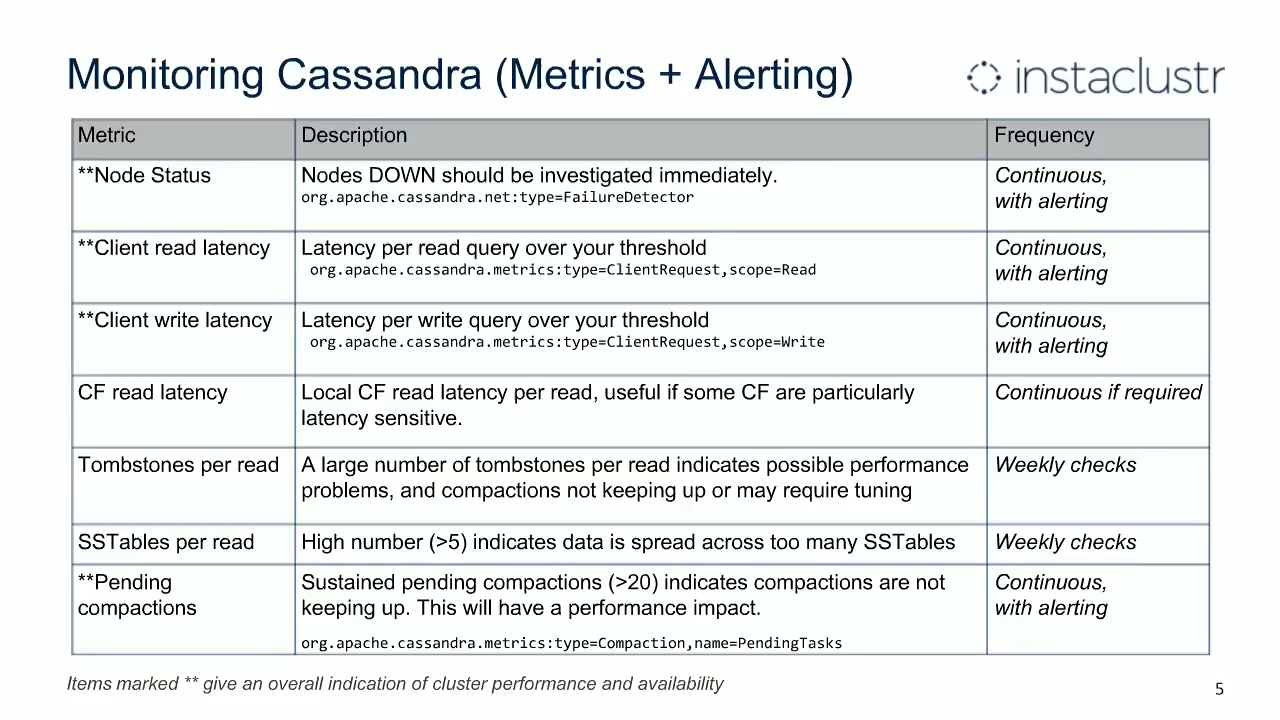 Monitoring Cassandra (Metrics + Alerting)
instaclustr
Metric Description Frequency
**Node Status
Nodes DOWN should be investigated immediately.
org.apache.cassandra.net:type=FailureDetector
Continuous,
with alerting
**Client read latency
Latency per read query over your threshold
org.apache.cassandra.metrics:type=ClientRequest,scope=Read
Continuous,
with alerting
**Client write latency
Latency per write query over your threshold
org.apache.cassandra.metrics:type=ClientRequest,scope=Write
Continuous,
with alerting
CF read latency
Local CF read latency per read, useful if some CF are particularly
latency sensitive.
Continuous if required
Tombstones per read
A large number of tombstones per read indicates possible performance
problems, and compactions not keeping up or may require tuning
Weekly checks
SSTables per read
High number (>5) indicates data is spread across too many SSTables
Weekly checks
**Pending
compactions
Sustained pending compactions (>20) indicates compactions are not
keeping up. This will have a performance impact.
org.apache.cassandra.metrics:type=Compaction,name=PendingTasks
Continuous,
with alerting
Items marked ** give an overall indication of cluster performance and availability
5